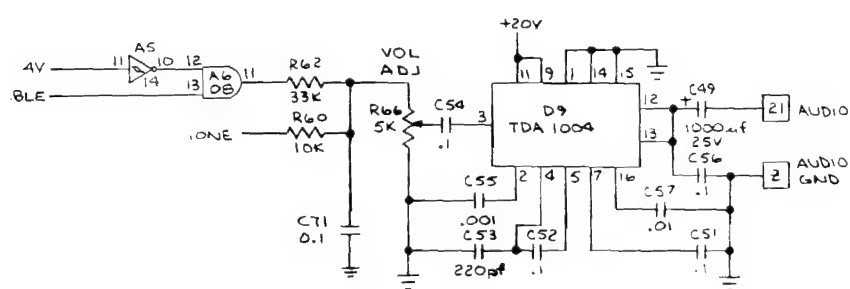 +20V
A5
4V
11
10
12
14
A6
08
11
13
.BLE
R62
33K
VOL
ADJ
R66
5K
C54
.1
3
11
9
1
14
15
D9
TDA 1004
12
13
2
4
5
7
16
+
C49
1000uf
25V
21
AUDIO
C56
.1
Z
AUDIO
GND
.ONE
R60
10K
C71
0.1
C55
.001
C53
220pf
C52
.1
C57
.01
C51
.1